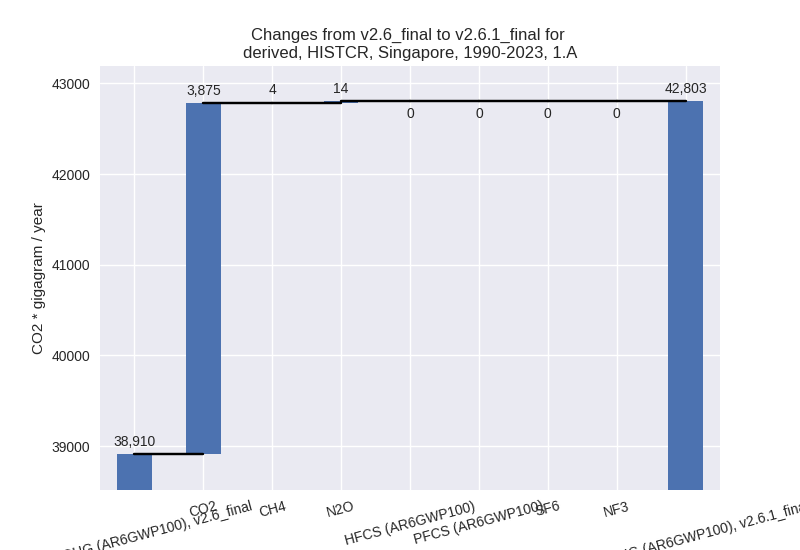 Changes from v2.6_final to v2.6.1_final for
derived, HISTCR, Singapore, 1990-2023, 1.A
CO2 * gigagram / year
43000
42000
41000
40000
39000
38,910
3,875
4
14
0
0
0
0
42,803
(AR6GWP100), v2.6_final
CO2
CH4
N2O
HFCS (AR6GWP100)
PFCS (AR6GWP100)
SF6
NF3
(AR6GWP100), v2.6.1_fina